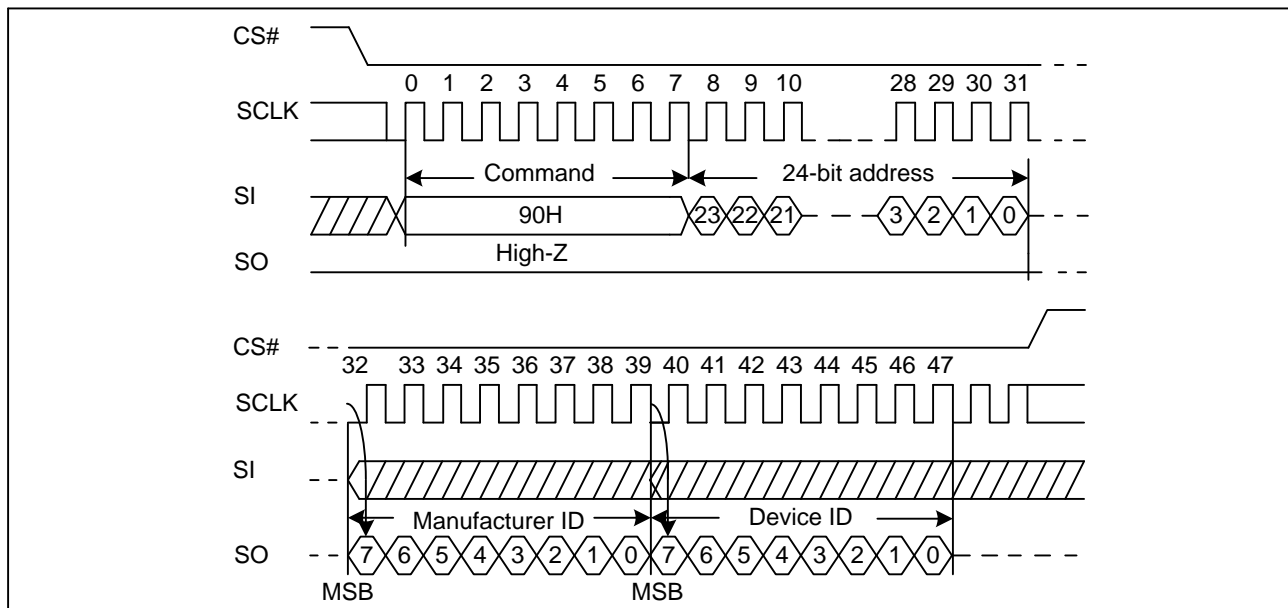 CS#
0 1 2 3 4 5 6 7 8 9 10 28 29 30 31
SCLK
Command 24-bit address
SI
90H 23 22 21 3 2 1 0
High-Z
SO
CS#
32 33 34 35 36 37 38 39 40 41 42 43 44 45 46 47
SCLK
SI
Manufacturer ID Device ID
SO 7 6 5 4 3 2 1 0 7 6 5 4 3 2 1 0
MSB MSB